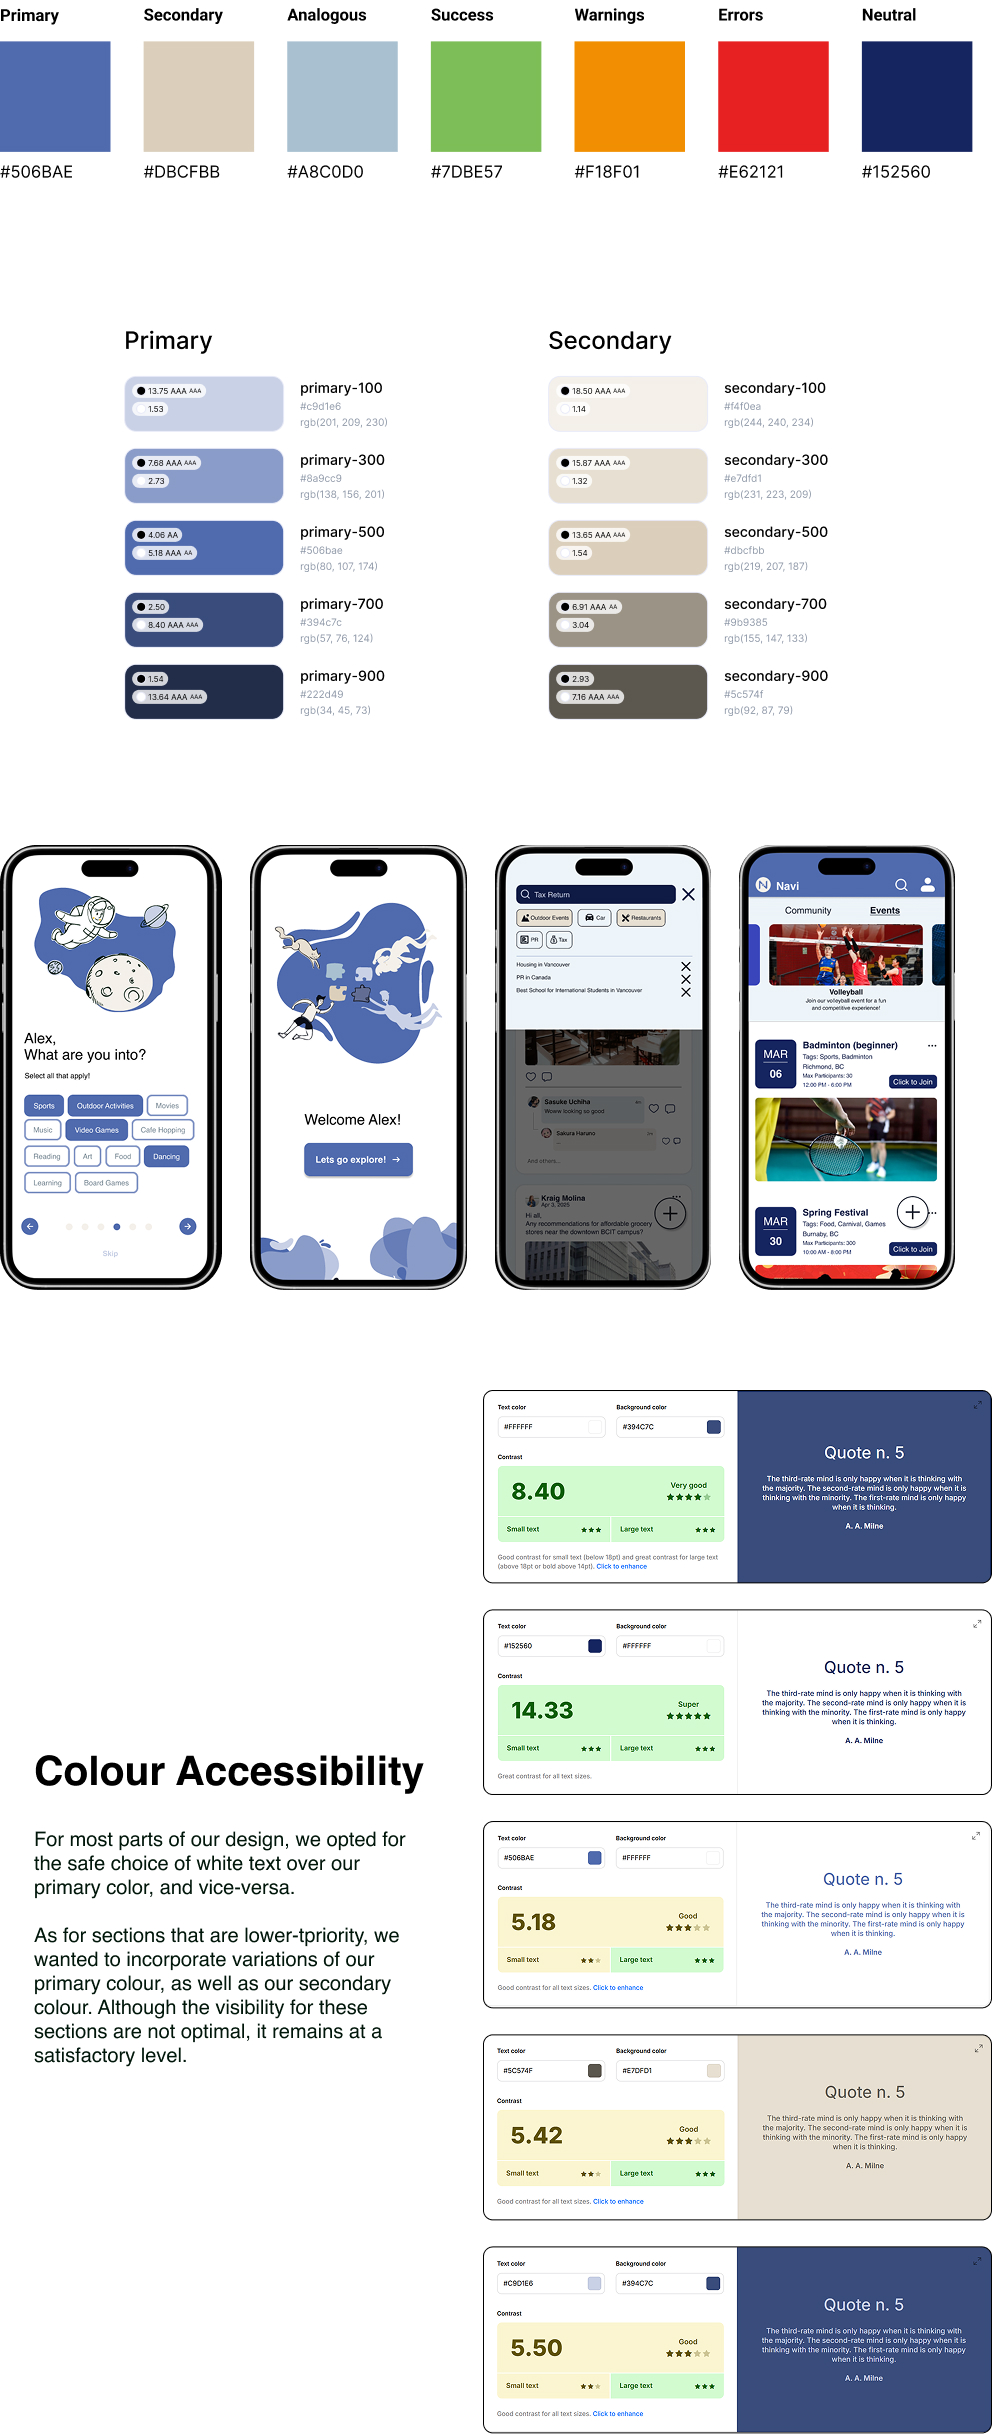 Primary
Secondary
Analogous
Success
Warnings
Errors
Neutral
#506BAE
#DBCFBB
#A8C0D0
#7DBE57
#F18F01
#E62121
#152560
Primary
13.75 AAA AAA
1.53
primary-100
#c9d1e6
rgb(201, 209, 230)
7.68 AAA AAA
2.73
primary-300
#8a9cc9
rgb(138, 156, 201)
4.06 AA
5.18 AAA AA
primary-500
#506bae
rgb(80, 107, 174)
2.50
8.40 AAA AAA
primary-700
#394c7c
rgb(57, 76, 124)
1.54
13.64 AAA AAA
primary-900
#222d49
rgb(34, 45, 73)
Secondary
18.50 AAA AAA
1.14
secondary-100
#f4f0ea
rgb(244, 240, 234)
15.87 AAA AAA
1.32
secondary-300
#e7dfd1
rgb(231, 223, 209)
13.65 AAA AAA
1.54
secondary-500
#dbcfbb
rgb(219, 207, 187)
6.91 AAA AA
3.04
secondary-700
#9b9385
rgb(155, 147, 133)
2.93
7.16 AAA AAA
secondary-900
#5c574f
rgb(92, 87, 79)
Alex,
What are you into?
Select all that apply!
Sports
Outdoor Activities
Movies
Music
Video Games
Cafe Hopping
Reading
Art
Food
Dancing
Learning
Board Games
Skip
Welcome Alex!
Lets go explore! →
Tax Return
Outdoor Events
Car
Restaurants
PR
Tax
Housing in Vancouver
PR in Canada
Best School for International Students in Vancouver
Sasuke Uchiha
Woww looking so good
Sakura Haruno
And others...
Kraig Molina
Apr 3, 2025
Hi all,
Any recommendations for affordable grocery
stores near the downtown BCIT campus?
N Navi
Community
Events
Volleyball
Join our volleyball event for a fun
and competitive experience!
MAR
06
Badminton (beginner)
Tags: Sports, Badminton
Richmond, BC
Max Participants: 30
12:00 PM - 6:00 PM
Click to Join
MAR
30
Spring Festival
Tags: Food, Carnival, Games
Burnaby, BC
Max Participants: 300
10:00 AM - 8:00 PM
Click to Join
Text color
Background color
#FFFFFF
#394C7C
Contrast
8.40
Very good
Small text
Large text
Good contrast for small text (below 18pt) and great contrast for large text
(above 18pt or bold above 14pt). Click to enhance
Quote n. 5
The third-rate mind is only happy when it is thinking with
the majority. The second-rate mind is only happy when it is
thinking with the minority. The first-rate mind is only happy
when it is thinking.
A. A. Milne
Text color
Background color
#152560
#FFFFFF
Contrast
14.33
Super
Small text
Large text
Great contrast for all text sizes.
Quote n. 5
The third-rate mind is only happy when it is thinking with
the majority. The second-rate mind is only happy when it is
thinking with the minority. The first-rate mind is only happy
when it is thinking.
A. A. Milne
Colour Accessibility
For most parts of our design, we opted for
the safe choice of white text over our
primary color, and vice-versa.
As for sections that are lower-tpriority, we
wanted to incorporate variations of our
primary colour, as well as our secondary
colour. Although the visibility for these
sections are not optimal, it remains at a
satisfactory level.
Text color
Background color
#506BAE
#FFFFFF
Contrast
5.18
Good
Small text
Large text
Good contrast for all text sizes. Click to enhance
Quote n. 5
The third-rate mind is only happy when it is thinking with
the majority. The second-rate mind is only happy when it is
thinking with the minority. The first-rate mind is only happy
when it is thinking.
A. A. Milne
Text color
Background color
#5C574F
#E7DFD1
Contrast
5.42
Good
Small text
Large text
Good contrast for all text sizes. Click to enhance
Quote n. 5
The third-rate mind is only happy when it is thinking with
the majority. The second-rate mind is only happy when it is
thinking with the minority. The first-rate mind is only happy
when it is thinking.
A. A. Milne
Text color
Background color
#C9D1E6
#394C7C
Contrast
5.50
Good
Small text
Large text
Good contrast for all text sizes. Click to enhance
Quote n. 5
The third-rate mind is only happy when it is thinking with
the majority. The second-rate mind is only happy when it is
thinking with the minority. The first-rate mind is only happy
when it is thinking.
A. A. Milne